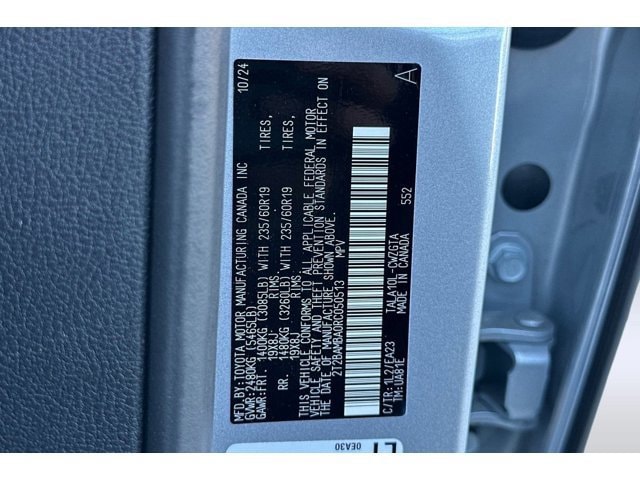 MFD.BY:TOYOTA MOTOR MANUFACTURING CANADA INC 10/24
GVWR:2480KG (5465LB)
GAWR:FRT. 1400KG (3085LB) WITH 235/60R19 TIRES,
19X8J RIMS,
RR. 1480KG (3260LB) WITH 235/60R19 TIRES,
19X8J RIMS.
THIS VEHICLE CONFORMS TO ALL APPLICABLE FEDERAL MOTOR
VEHICLE SAFETY AND THEFT PREVENTION STANDARDS IN EFFECT ON
THE DATE OF MANUFACTURE SHOWN ABOVE.
2T2BAMBA0RC050513 MPV
A
552
C/TR:1L2/EA23 TALA10L-CWZGTA
TM:UA81E MADE IN CANADA
0EA30